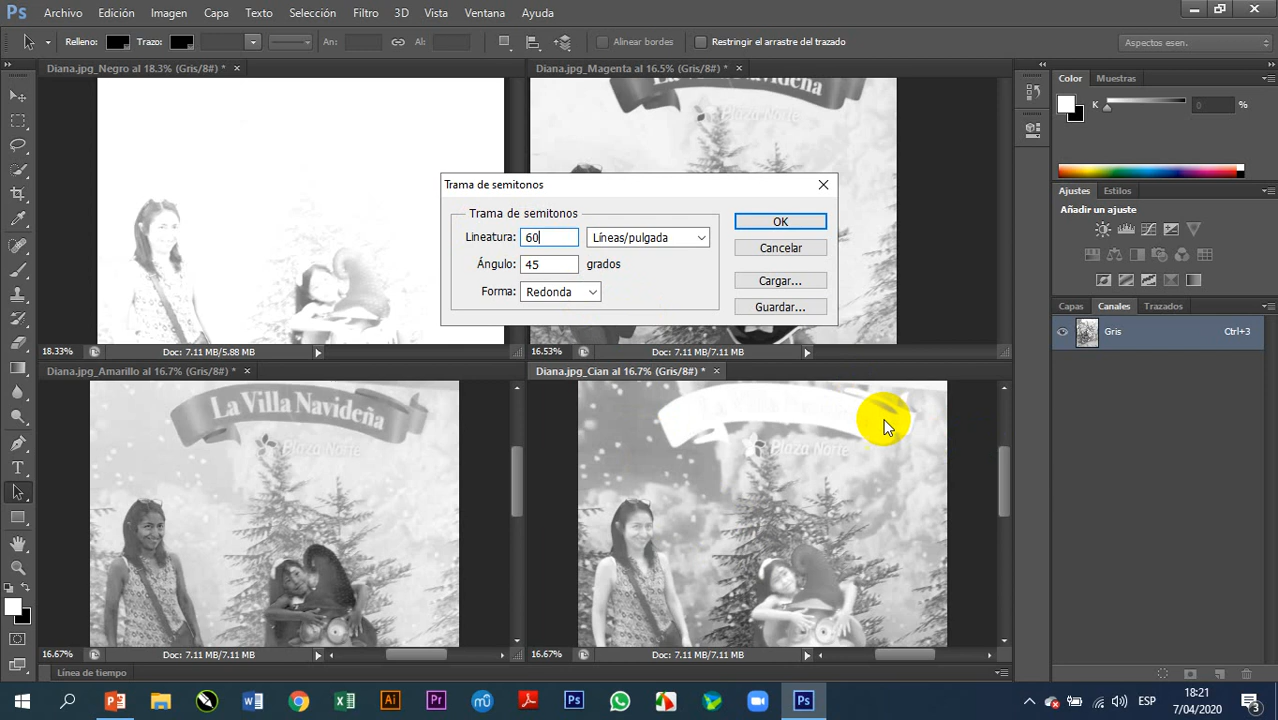 Ps Archivo Edición Imagen Capa Texto Selección Filtro 3D Vista Ventana Ayuda
Relleno: Trazo: An: Al: Alinear bordes Restringir el arrastre del trazado Aspectos esen.
Diana.jpg_Negro al 18.3% (Gris/8#) * ×
Diana.jpg_Magenta al 16.5% (Gris/8#) * ×
Plaza Norte
Trama de semitonos
Trama de semitonos
Lineatura: 60 Líneas/pulgada
Ángulo: 45 grados
Forma: Redonda
OK
Cancelar
Cargar...
Guardar...
18.33% Doc: 7.11 MB/5.88 MB
16.53% Doc: 7.11 MB/7.11 MB
Diana.jpg_Amarillo al 16.7% (Gris/8#) * ×
Diana.jpg_Cian al 16.7% (Gris/8#) * ×
La Villa Navideña
Plaza Norte
Plaza Norte
16.67% Doc: 7.11 MB/7.11 MB
16.67% Doc: 7.11 MB/7.11 MB
Línea de tiempo
Color Muestras
K 0 %
Ajustes Estilos
Añadir un ajuste
Capas Canales Trazados
Gris Ctrl+3
ESP
18:21
7/04/2020
3